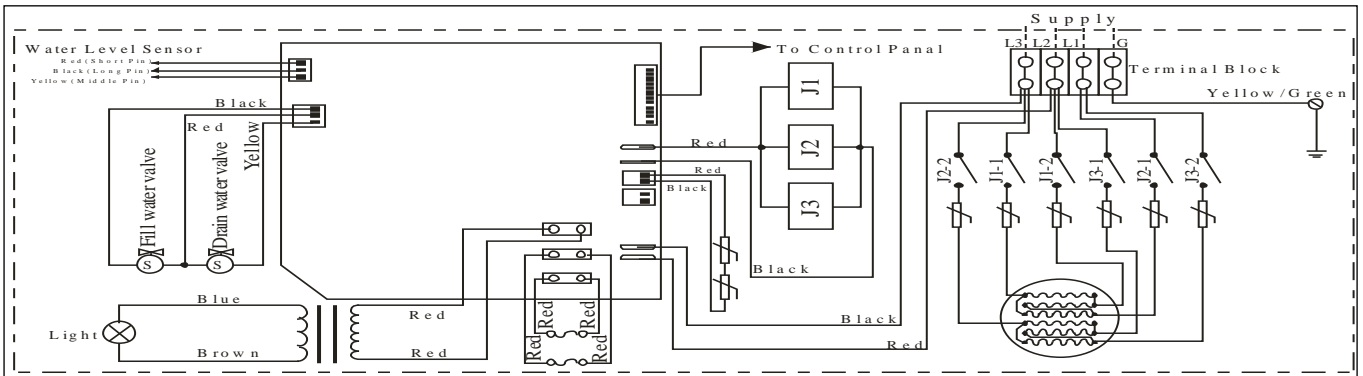 Supply
L3 L2 L1 G
Water Level Sensor
Red(Short Pin)
Black(Long Pin)
Yellow(Middle Pin)
To Control Panal
Terminal Block
Yellow/Green
Black
Red
Yellow
Fill water valve
Drain water valve
S
S
J1
J2
J3
Red
Red
Black
Black
J2-2
J1-1
J1-2
J3-1
J2-1
J3-2
Light
Blue
Brown
Red
Red
Red
Red
Red
Red
Black
Red